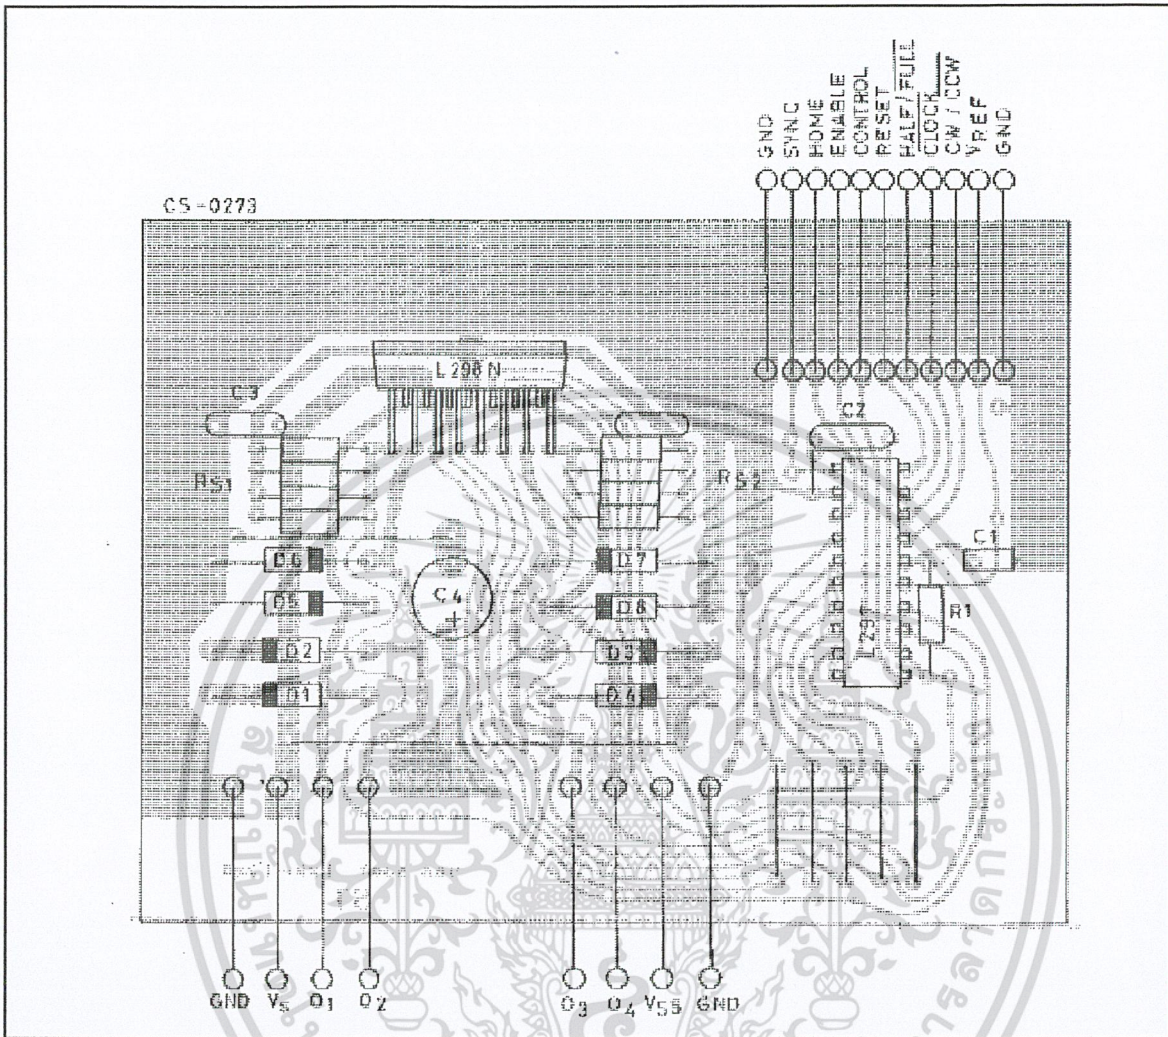 GND
SYNC
HOME
ENABLE
CONTROL
RESET
HALF/FULL
CLOCK
CW / CCW
VREF
GND
CS-0273
L298N
C3
C2
RS1
RS2
C1
D6
D7
C4
+
D5
D8
R1
D2
D3
L297
D1
D4
GND
VS
O1
O2
O3
O4
VSS
GND